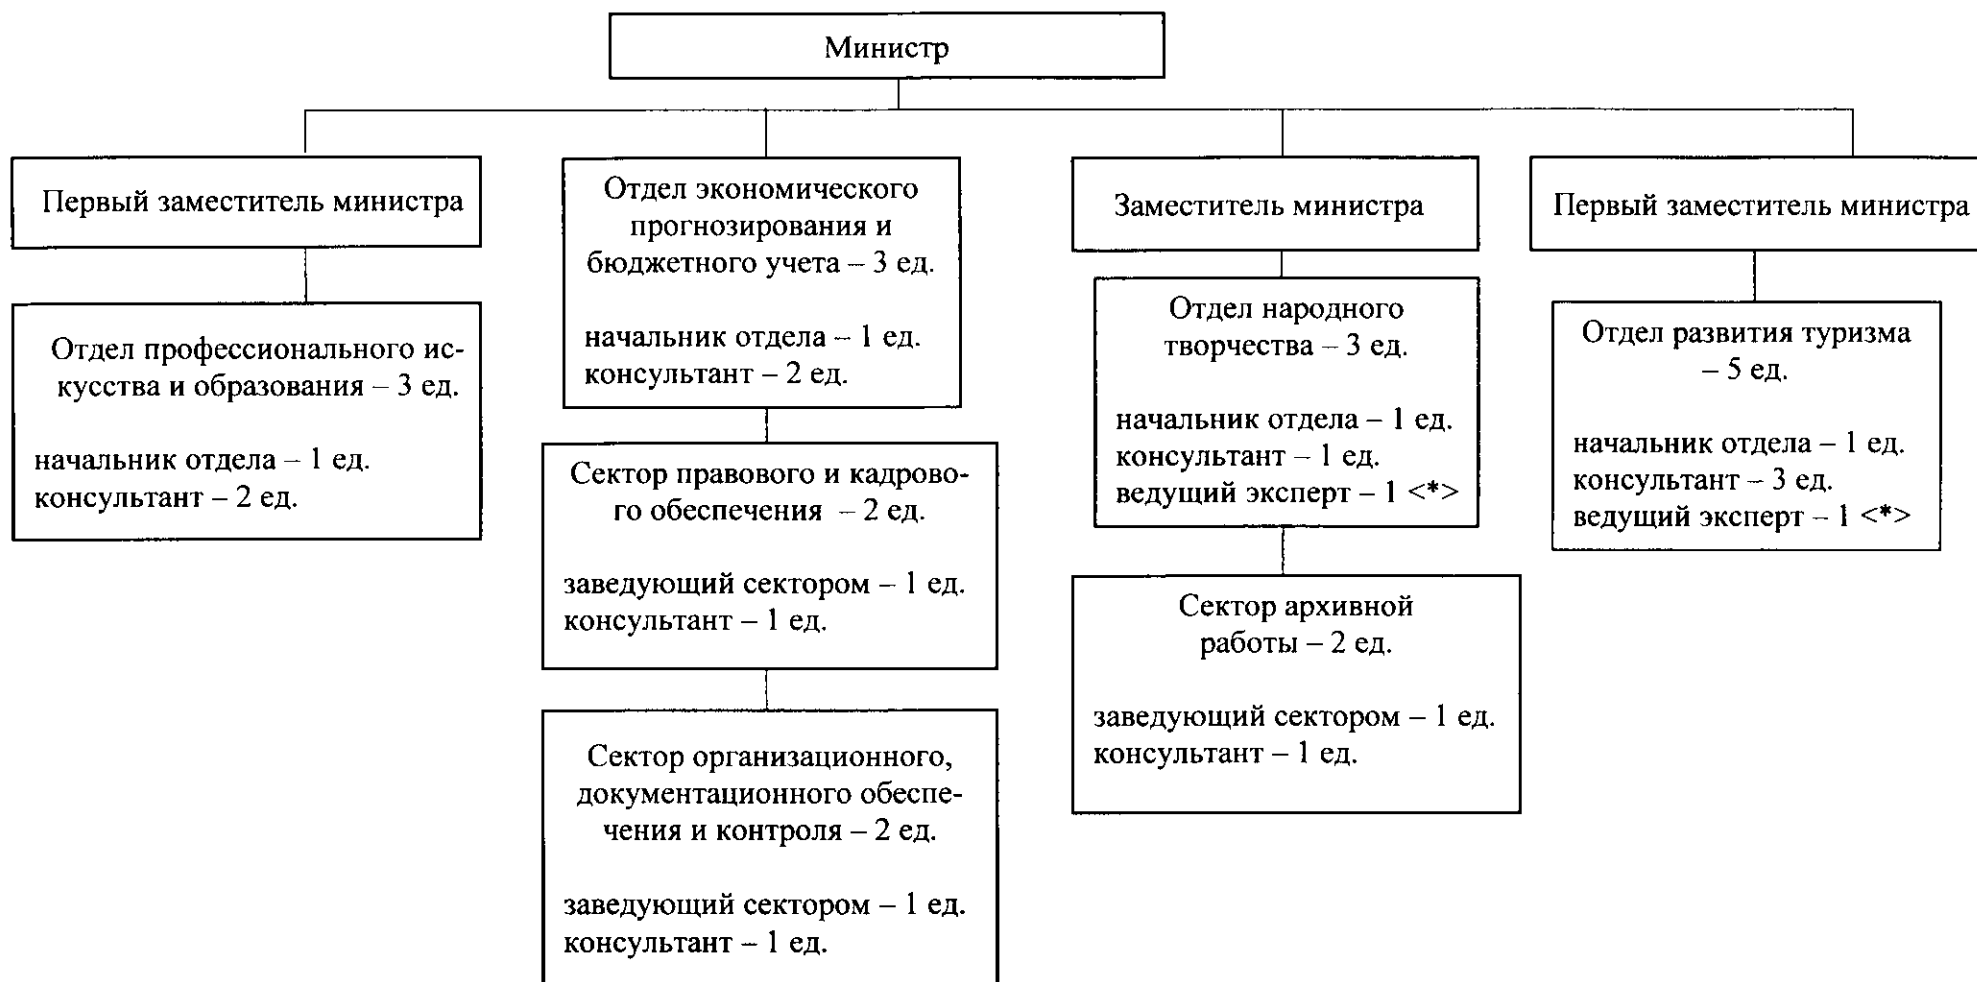 Министр
Первый заместитель министра
Отдел профессионального ис-
кусства и образования – 3 ед.
начальник отдела – 1 ед.
консультант – 2 ед.
Отдел экономического
прогнозирования и
бюджетного учета – 3 ед.
начальник отдела – 1 ед.
консультант – 2 ед.
Сектор правового и кадрово-
го обеспечения – 2 ед.
заведующий сектором – 1 ед.
консультант – 1 ед.
Сектор организационного,
документационного обеспе-
чения и контроля – 2 ед.
заведующий сектором – 1 ед.
консультант – 1 ед.
Заместитель министра
Отдел народного
творчества – 3 ед.
начальник отдела – 1 ед.
консультант – 1 ед.
ведущий эксперт – 1 <*>
Сектор архивной
работы – 2 ед.
заведующий сектором – 1 ед.
консультант – 1 ед.
Первый заместитель министра
Отдел развития туризма
– 5 ед.
начальник отдела – 1 ед.
консультант – 3 ед.
ведущий эксперт – 1 <*>